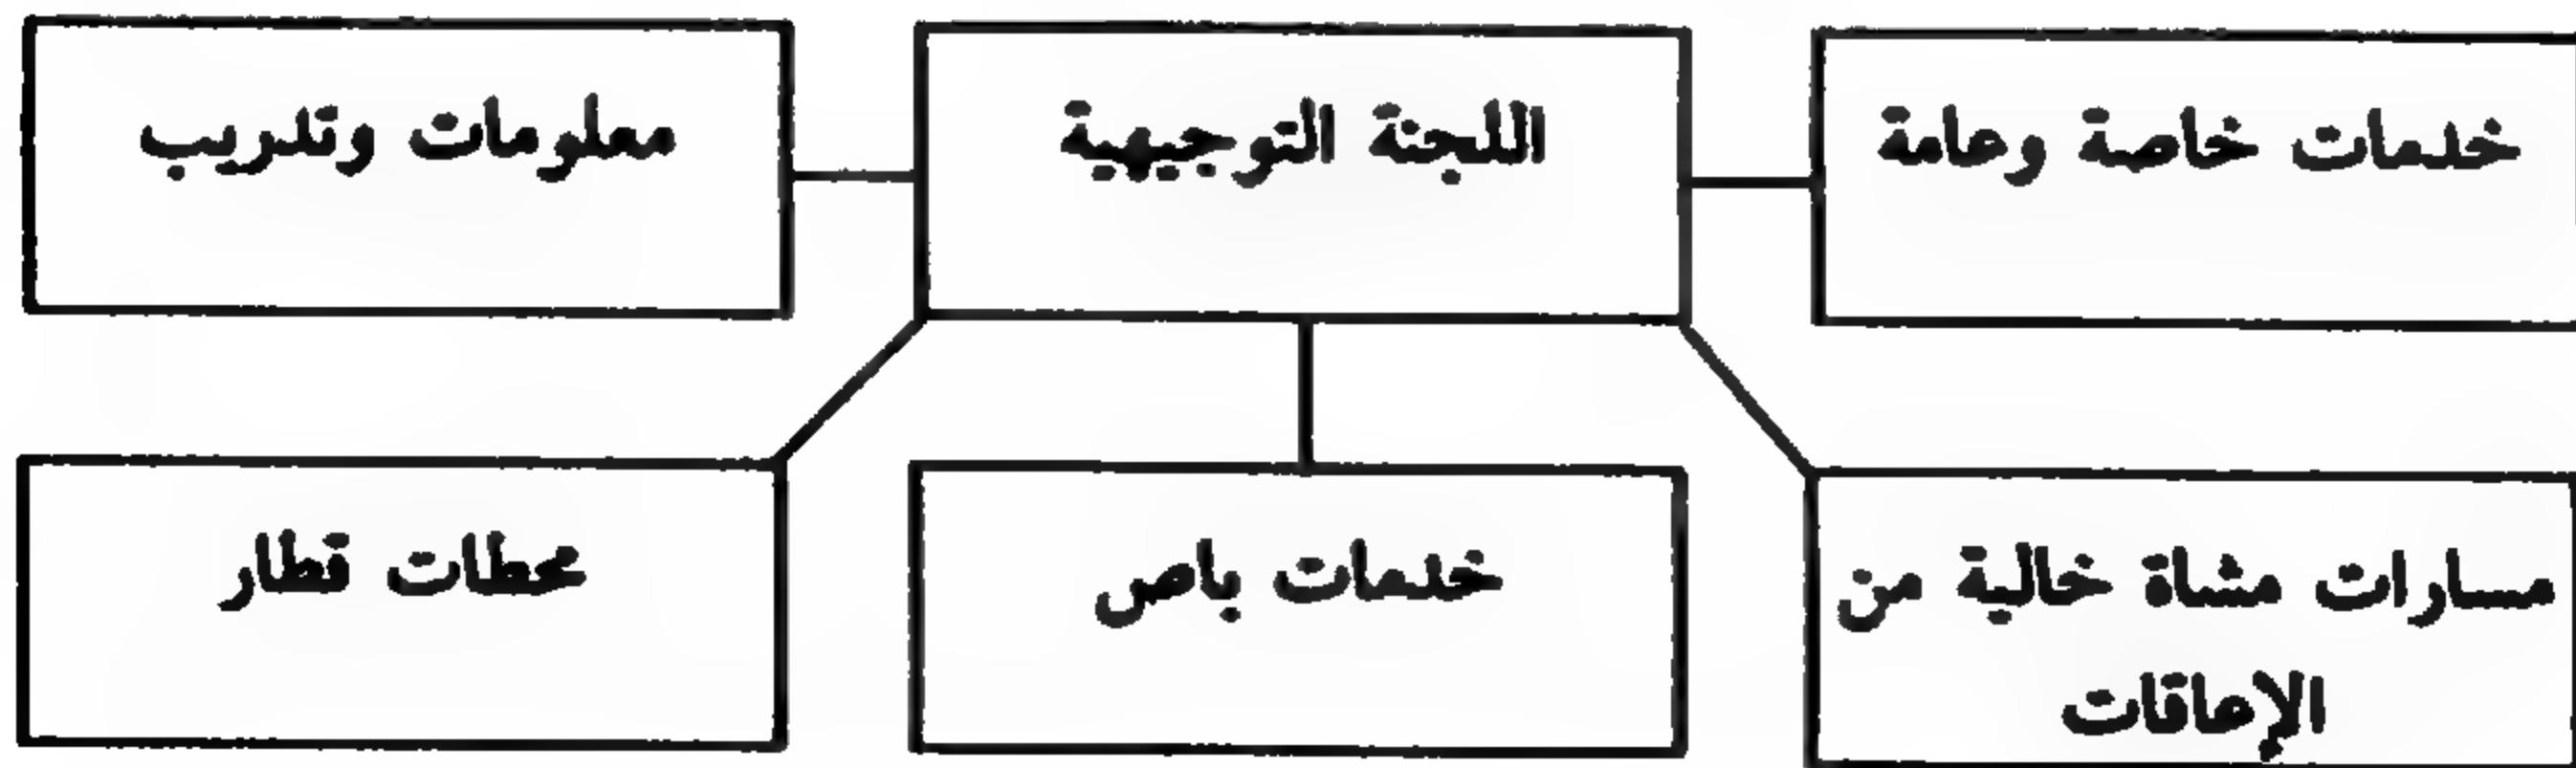 خدمات خاصة وعامة
اللجنة التوجيهية
معلومات وتدريب
مسارات مشاة خالية من
الإعاقات
خدمات باص
محطات قطار